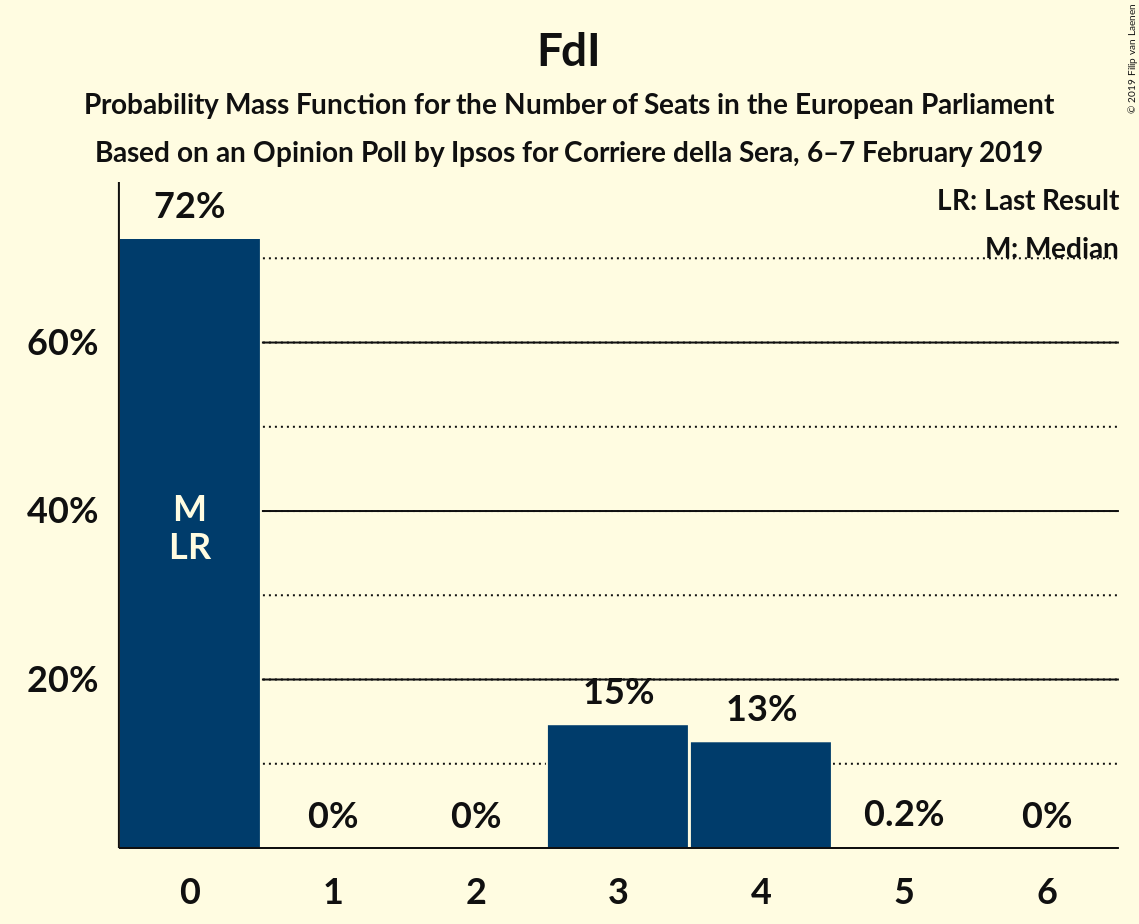 FdI
Probability Mass Function for the Number of Seats in the European Parliament
Based on an Opinion Poll by Ipsos for Corriere della Sera, 6–7 February 2019
© 2019 Filip van Laenen
LR: Last Result
M: Median
72%
60%
40%
20%
M
LR
0%
0%
15%
13%
0.2%
0%
0
1
2
3
4
5
6